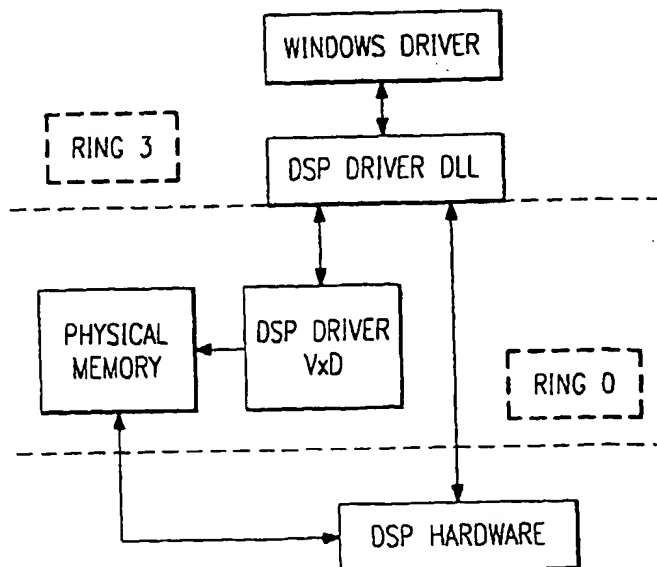 WINDOWS DRIVER
RING 3
DSP DRIVER DLL
PHYSICAL
MEMORY
DSP DRIVER
VxD
RING 0
DSP HARDWARE